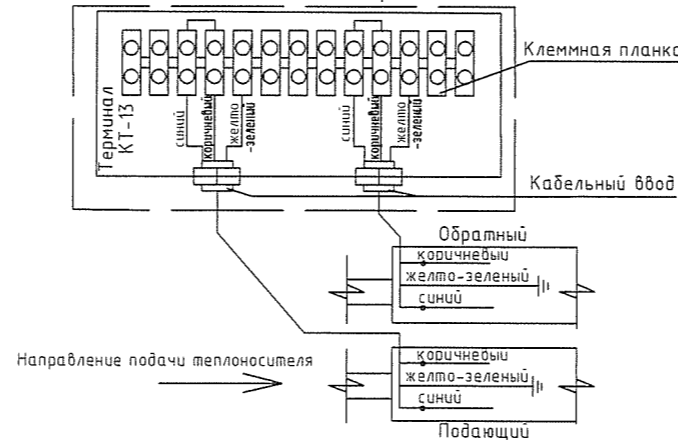 Клеммная планка
Терминал
КТ-13
синий
коричневый
желто
-зеленый
синий
коричневый
желто
-зеленый
Кабельный ввод
Обратный
коричневый
желто-зеленый
синий
Направление подачи теплоносителя
коричневый
желто-зеленый
синий
Подающий